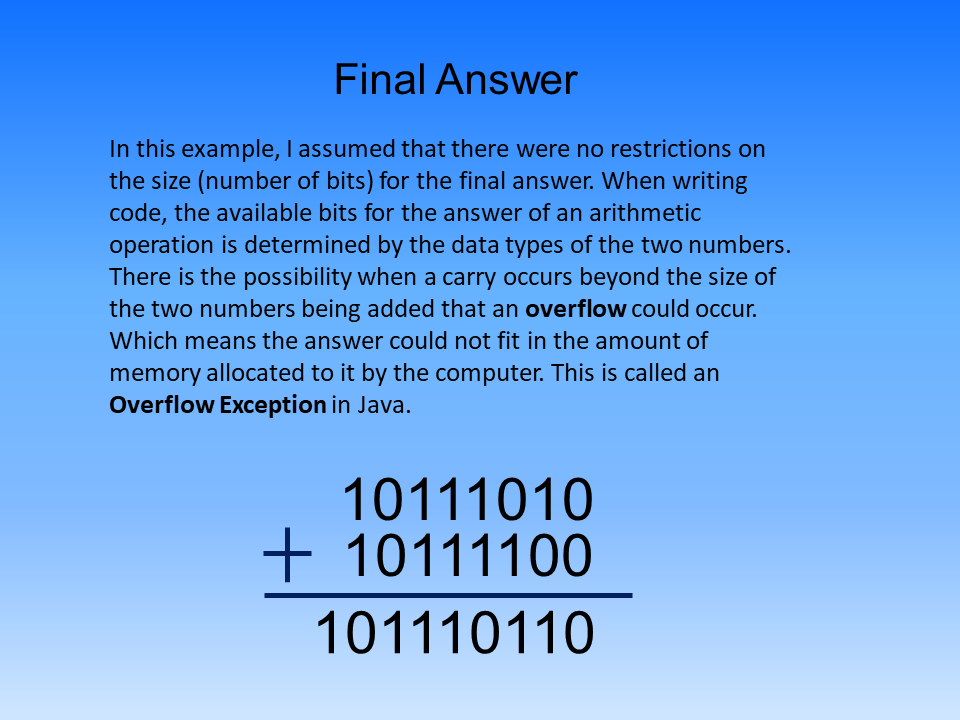 Final Answer
In this example, I assumed that there were no restrictions on
the size (number of bits) for the final answer. When writing
code, the available bits for the answer of an arithmetic
operation is determined by the data types of the two numbers.
There is the possibility when a carry occurs beyond the size of
the two numbers being added that an overflow could occur.
Which means the answer could not fit in the amount of
memory allocated to it by the computer. This is called an
Overflow Exception in Java.
10111010
+ 10111100
101110110